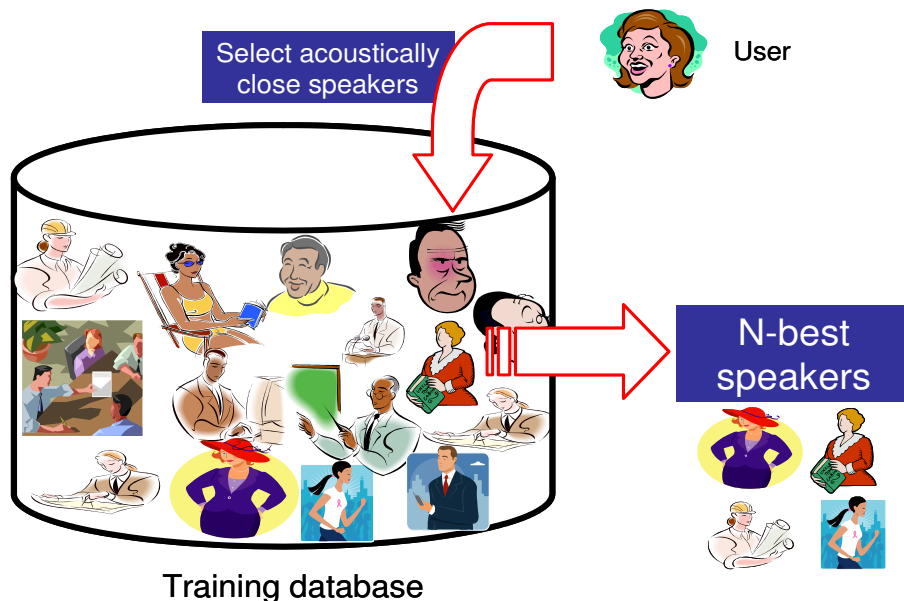 Select acoustically
close speakers
User
N-best
speakers
Training database